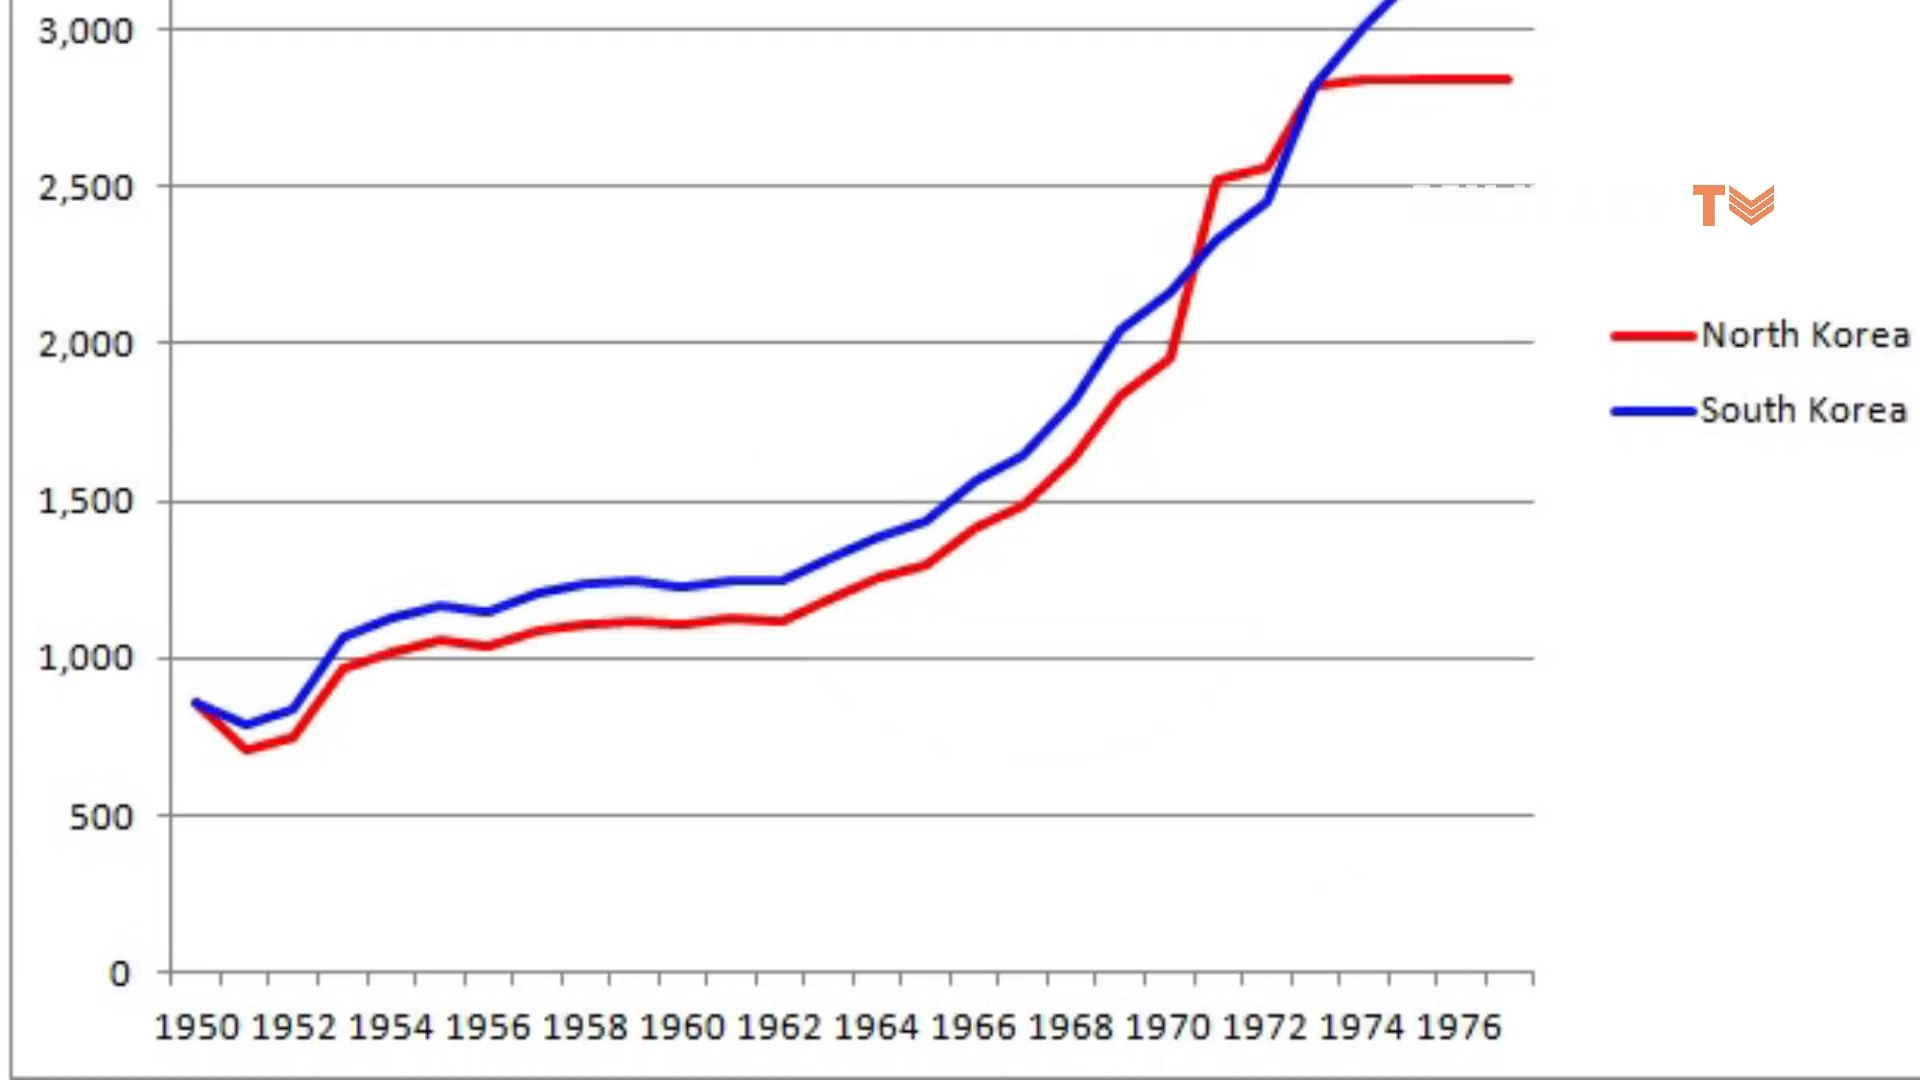 3,000
2,500
T
2,000
North Korea
South Korea
1,500
1,000
500
0
1950 1952 1954 1956 1958 1960 1962 1964 1966 1968 1970 1972 1974 1976